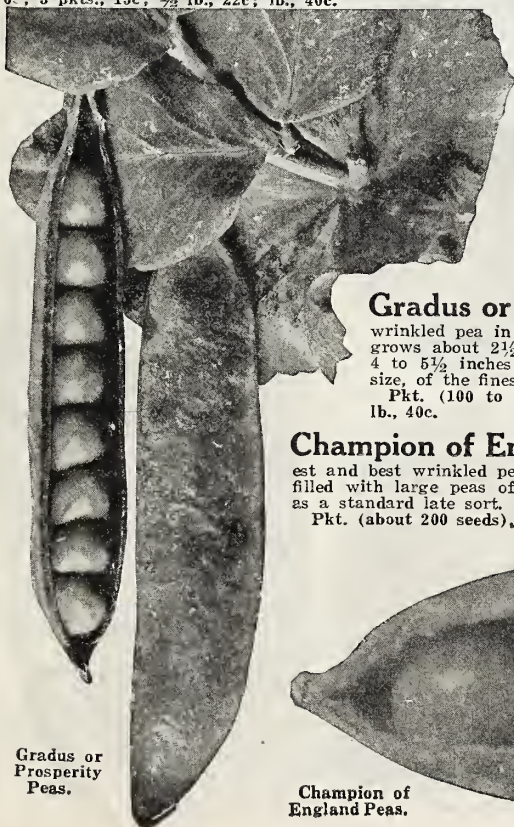 3 pkts., 15c; ½ lb., 22c; lb., 40c.
Gradus or
wrinkled pea in
grows about 2½
4 to 5½ inches
size, of the fines
Pkt. (100 to
lb., 40c.
Champion of En
est and best wrinkled pe
filled with large peas of
as a standard late sort.
Pkt. (about 200 seeds),
Gradus or
Prosperity
Peas.
Champion of
England Peas.